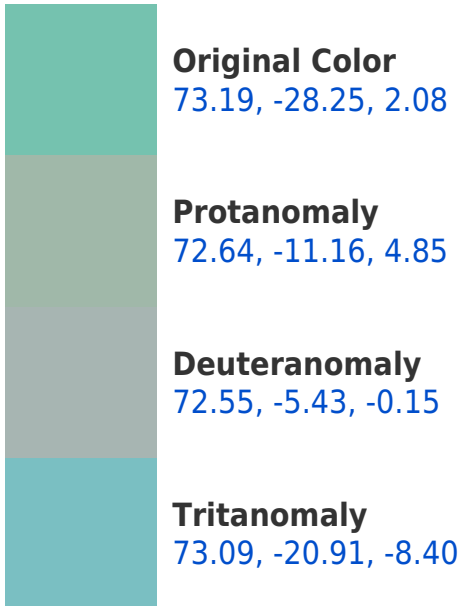 Original Color
73.19, -28.25, 2.08
Protanomaly
72.64, -11.16, 4.85
Deuteranomaly
72.55, -5.43, -0.15
Tritanomaly
73.09, -20.91, -8.40